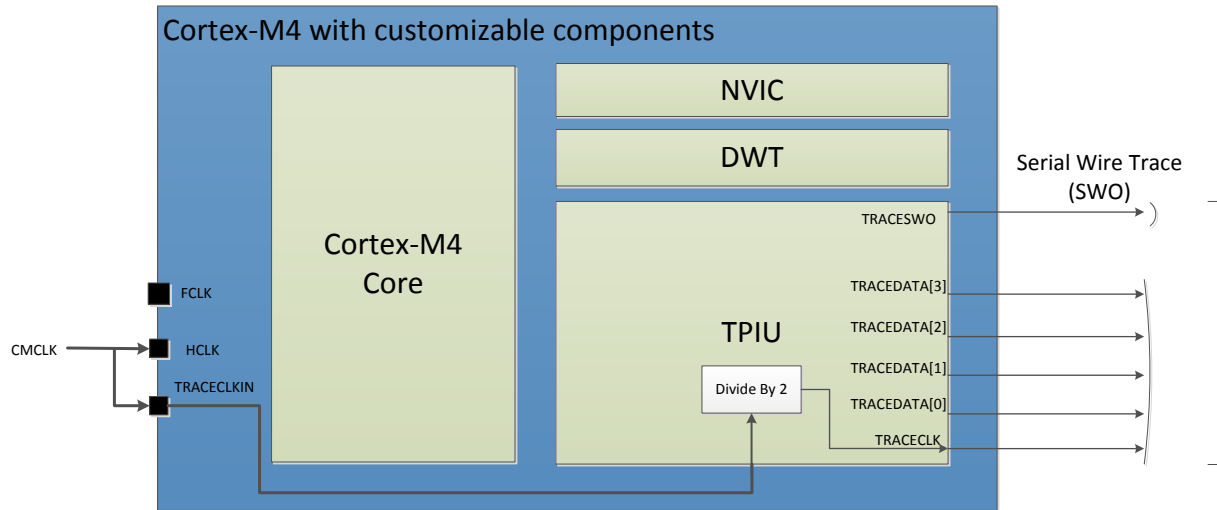 Cortex-M4 with customizable components
NVIC
DWT
Serial Wire Trace
(SWO)
TRACESWO
Cortex-M4
Core
FCLK
TRACEDATA[3]
CMCLK
HCLK
TPIU
TRACEDATA[2]
TRACEDATA[1]
TRACECLKIN
Divide By 2
TRACEDATA[0]
TRACECLK